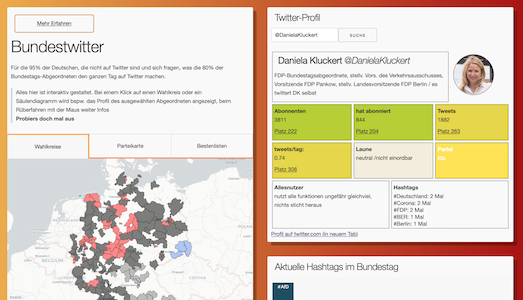 Mehr Erfahren
Bundestwitter
Für die 95% der Deutschen, die nicht auf Twitter sind und sich fragen, was die 80% der
Bundestags-Abgeordneten den ganzen Tag auf Twitter machen.
Alles hier ist interaktiv gestaltet. Bei einem Klick auf einen Wahlkreis oder ein
Säulendiagramm wird bspw. das Profil des ausgewählten Abgeordneten angezeigt, beim
Rüberfahren mit der Maus weiter Infos
Probiers doch mal aus
Wahlkreise
Parteikarte
Bestenlisten
Twitter-Profil
@DanielaKluckert
SUCHE
Daniela Kluckert @DanielaKluckert
FDP-Bundestagsabgeordnete, stellv. Vors. des Verkehrsausschusses,
Vorsitzende FDP Pankow, stellv. Landesvorsitzende FDP Berlin / es
twittert DK selbst
Abonnenten
3811
Platz 222
hat abonniert
844
Platz 204
Tweets
1882
Platz 263
tweets/tag:
0.74
Platz 308
Laune
neutral /nicht einordbar
Partei
Allesnutzer
nutzt alle funktionen ungefähr gleichviel,
nichts sticht heraus
Hashtags
#Deutschland: 2 Mal
#Corona: 2 Mal
#FDP: 2 Mal
#BER: 1 Mal
#Berlin: 1 Mal
Profil auf twitter.com (in neuem Tab)
Aktuelle Hashtags im Bundestag
#AfD